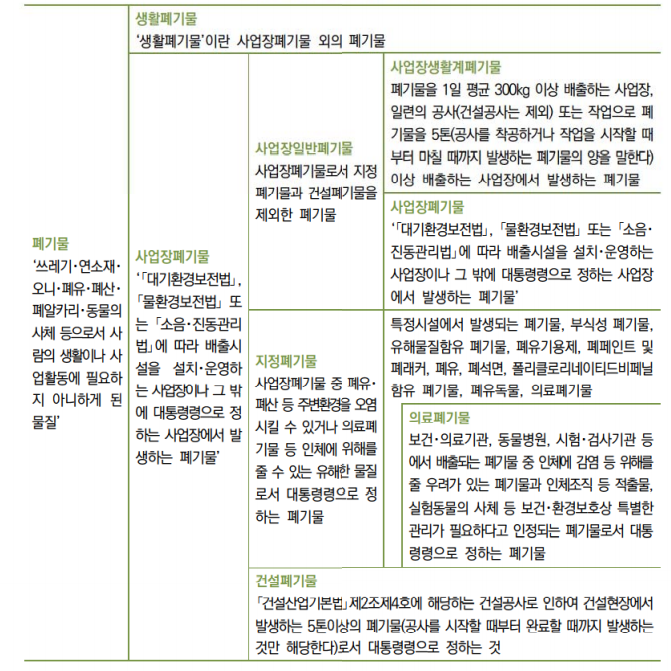 생활폐기물
‘생활폐기물’이란 사업장폐기물 외의 폐기물
폐기물
‘쓰레기·연소재·
오니·폐유·폐산·
폐알카리·동물의
사체 등으로서 사
람의 생활이나 사
업활동에 필요하
지 아니하게 된
물질’
사업장폐기물
‘「대기환경보전법」,
「물환경보전법」 또
는 「소음·진동관리
법」에 따라 배출시
설을 설치·운영하
는 사업장이나 그 밖
에 대통령령으로 정
하는 사업장에서 발
생하는 폐기물’
사업장일반폐기물
사업장폐기물로서 지정
폐기물과 건설폐기물을
제외한 폐기물
사업장생활계폐기물
폐기물을 1일 평균 300kg 이상 배출하는 사업장,
일련의 공사(건설공사는 제외) 또는 작업으로 폐
기물을 5톤(공사를 착공하거나 작업을 시작할 때
부터 마칠 때까지 발생하는 폐기물의 양을 말한다)
이상 배출하는 사업장에서 발생하는 폐기물
사업장폐기물
‘「대기환경보전법」, 「물환경보전법」 또는 「소음·
진동관리법」에 따라 배출시설을 설치·운영하는
사업장이나 그 밖에 대통령령으로 정하는 사업장
에서 발생하는 폐기물’
지정폐기물
사업장폐기물 중 폐유·
폐산 등 주변환경을 오염
시킬 수 있거나 의료폐
기물 등 인체에 위해를
줄 수 있는 유해한 물질
로서 대통령령으로 정
하는 폐기물
특정시설에서 발생되는 폐기물, 부식성 폐기물,
유해물질함유 폐기물, 폐유기용제, 폐페인트 및
폐래커, 폐유, 폐석면, 폴리클로리네이티드비페닐
함유 폐기물, 폐유독물, 의료폐기물
의료폐기물
보건·의료기관, 동물병원, 시험·검사기관 등
에서 배출되는 폐기물 중 인체에 감염 등 위해를
줄 우려가 있는 폐기물과 인체조직 등 적출물,
실험동물의 사체 등 보건·환경보호상 특별한
관리가 필요하다고 인정되는 폐기물로서 대통
령령으로 정하는 폐기물
건설폐기물
「건설산업기본법」제2조제4호에 해당하는 건설공사로 인하여 건설현장에서
발생하는 5톤이상의 폐기물(공사를 시작할 때부터 완료할 때까지 발생하는
것만 해당한다)로서 대통령령으로 정하는 것